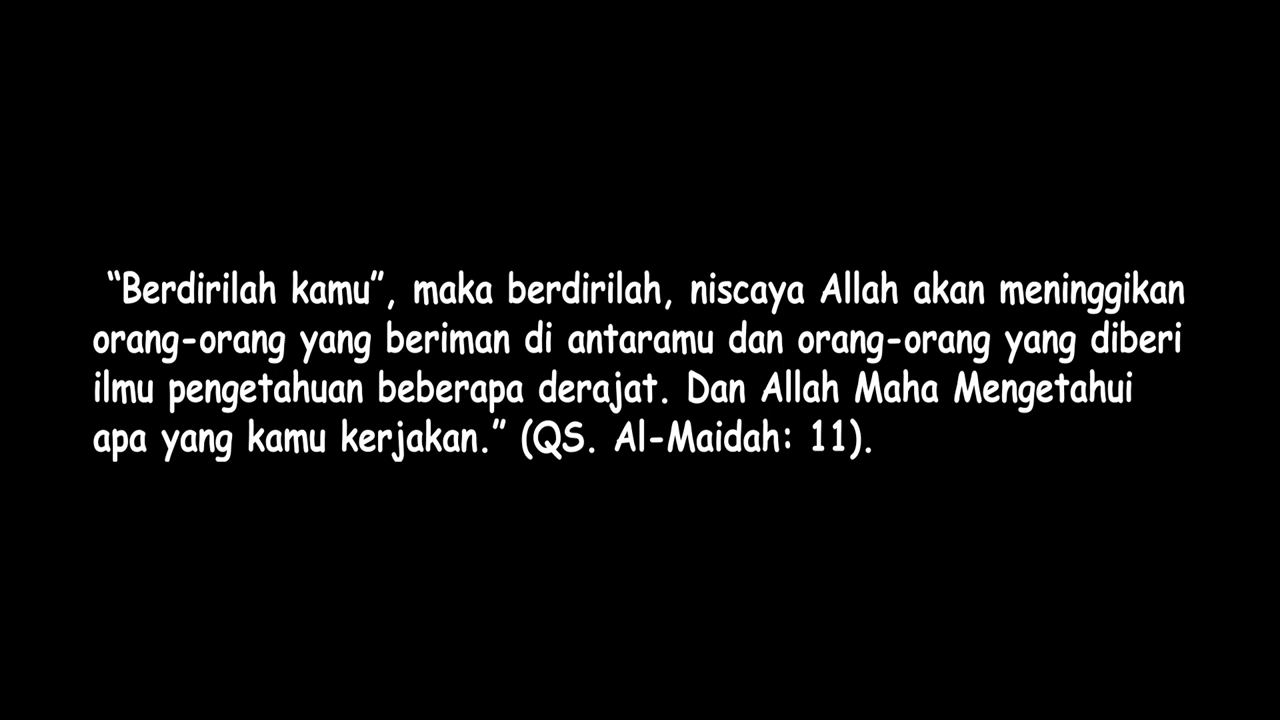 “Berdirilah kamu”, maka berdirilah, niscaya Allah akan meninggikan
orang-orang yang beriman di antaramu dan orang-orang yang diberi
ilmu pengetahuan beberapa derajat. Dan Allah Maha Mengetahui
apa yang kamu kerjakan.” (QS. Al-Maidah: 11).